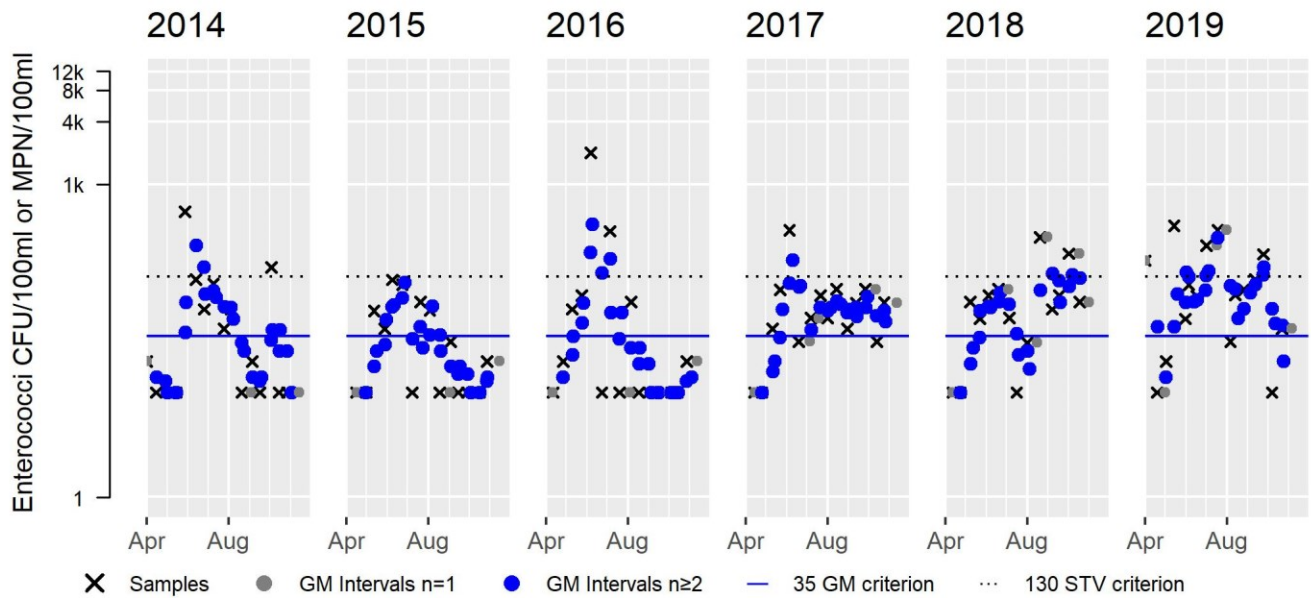 2014 2015 2016 2017 2018 2019
Enterococci CFU/100ml or MPN/100ml
12k
8k
4k
1k
1
Apr Aug Apr Aug Apr Aug Apr Aug Apr Aug Apr Aug
Samples GM Intervals n=1 GM Intervals n≥2 35 GM criterion 130 STV criterion